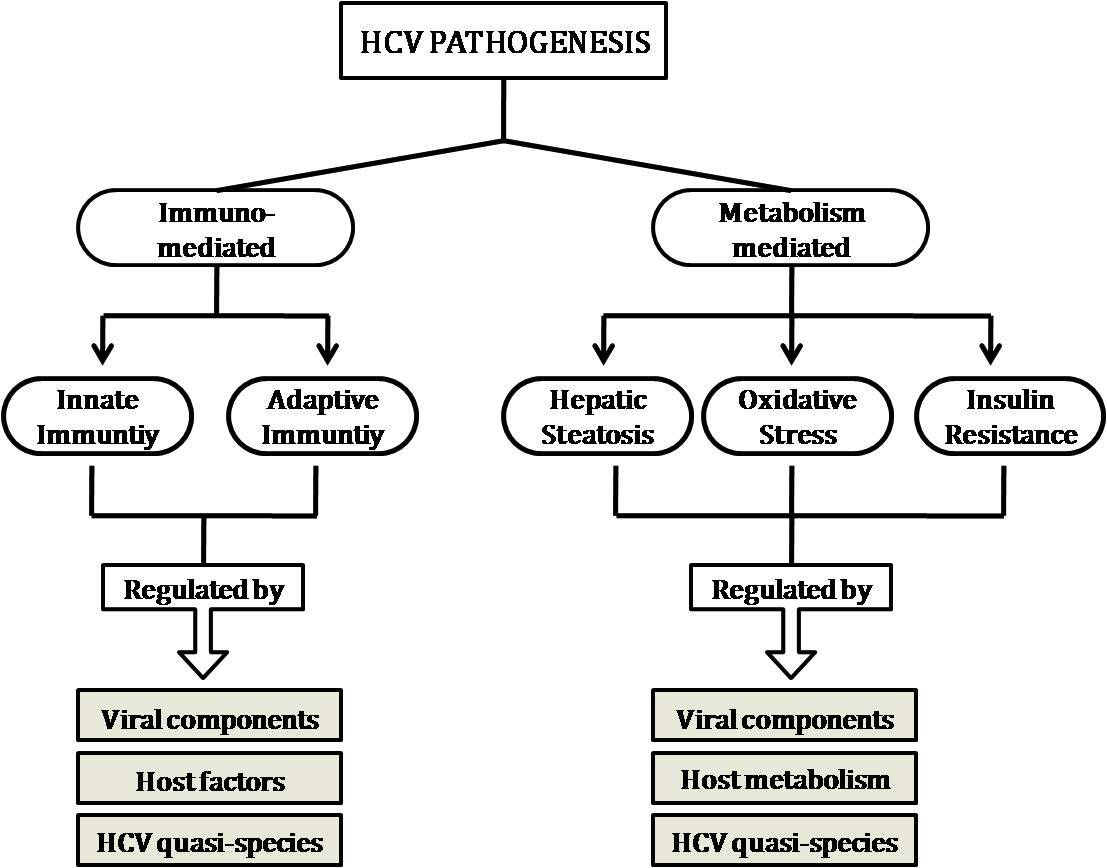 HCV PATHOGENESIS
Immuno-
mediated
Metabolism
mediated
Innate
Immuntiy
Adaptive
Immuntiy
Hepatic
Steatosis
Oxidative
Stress
Insulin
Resistance
Regulated by
Regulated by
Viral components
Host factors
HCV quasi-species
Viral components
Host metabolism
HCV quasi-species